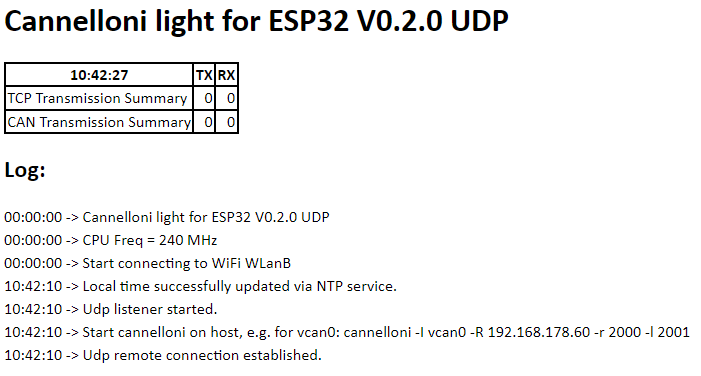 Cannelloni light for ESP32 V0.2.0 UDP
10:42:27 TX RX
TCP Transmission Summary 0 0
CAN Transmission Summary 0 0
Log:
00:00:00 -> Cannelloni light for ESP32 V0.2.0 UDP
00:00:00 -> CPU Freq = 240 MHz
00:00:00 -> Start connecting to WiFi WLanB
10:42:10 -> Local time successfully updated via NTP service.
10:42:10 -> Udp listener started.
10:42:10 -> Start cannelloni on host, e.g. for vcan0: cannelloni -I vcan0 -R 192.168.178.60 -r 2000 -l 2001
10:42:10 -> Udp remote connection established.